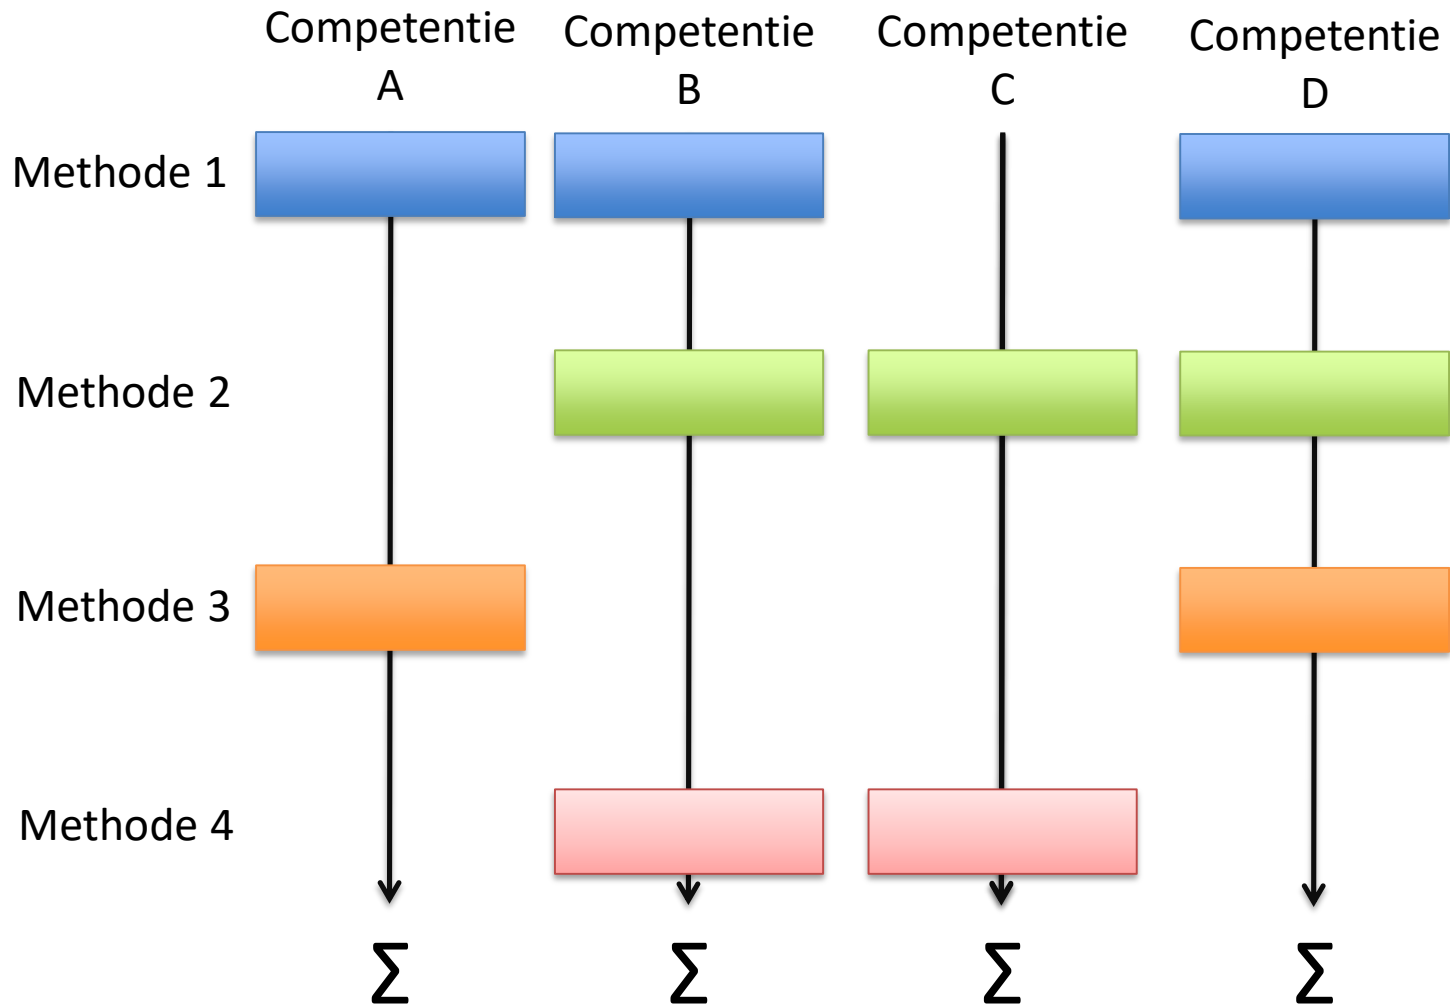 Competentie
A
Competentie
B
Competentie
C
Competentie
D
Methode 1
Methode 2
Methode 3
Methode 4
Σ
Σ
Σ
Σ